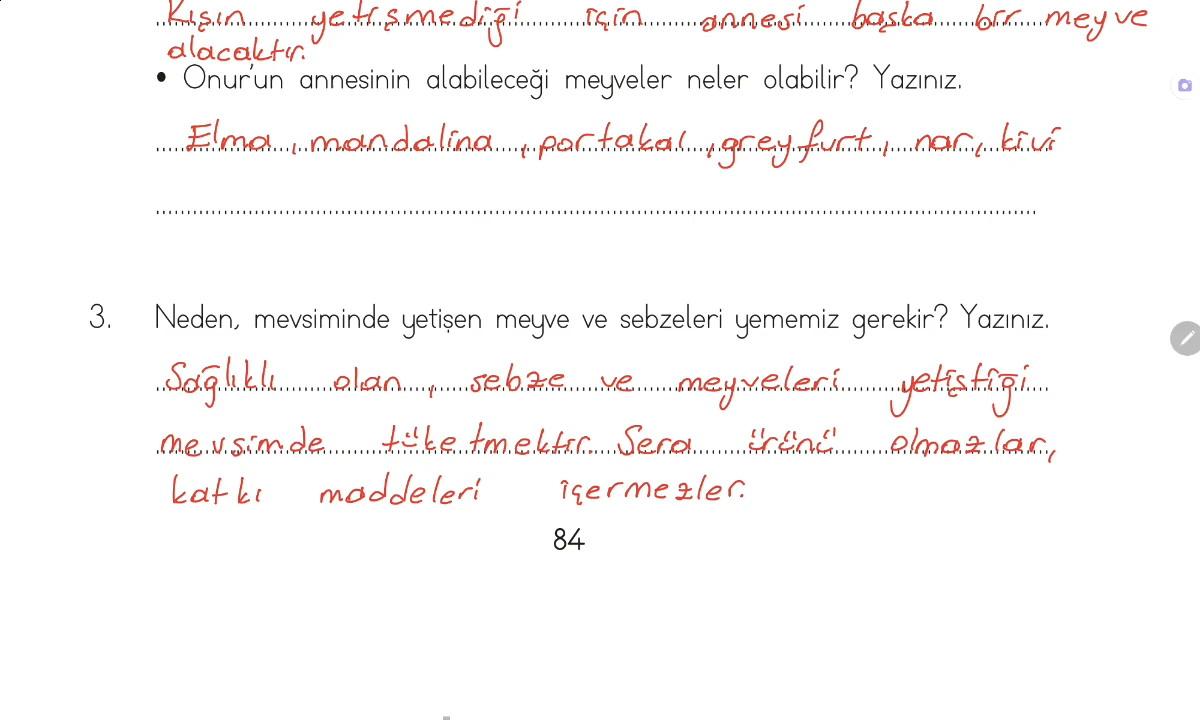 Kışın yetişmediği için annesi başka bir meyve
alacaktır.
• Onur'un annesinin alabileceği meyveler neler olabilir? Yazınız.
Elma, mandalina, portakal, greyfurt, nar, kivi
3. Neden, mevsiminde yetişen meyve ve sebzeleri yememiz gerekir? Yazınız.
Sağlıklı olan, sebze ve meyveleri yetiştiği
mevsimde tüketmektir. Sera ürünü olmazlar,
katkı maddeleri içermezler.
84